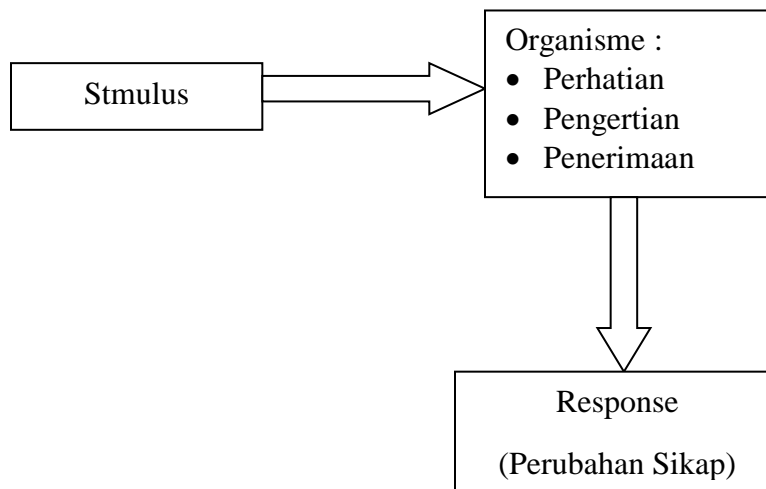 Stmulus
Organisme :
• Perhatian
• Pengertian
• Penerimaan
Response
(Perubahan Sikap)